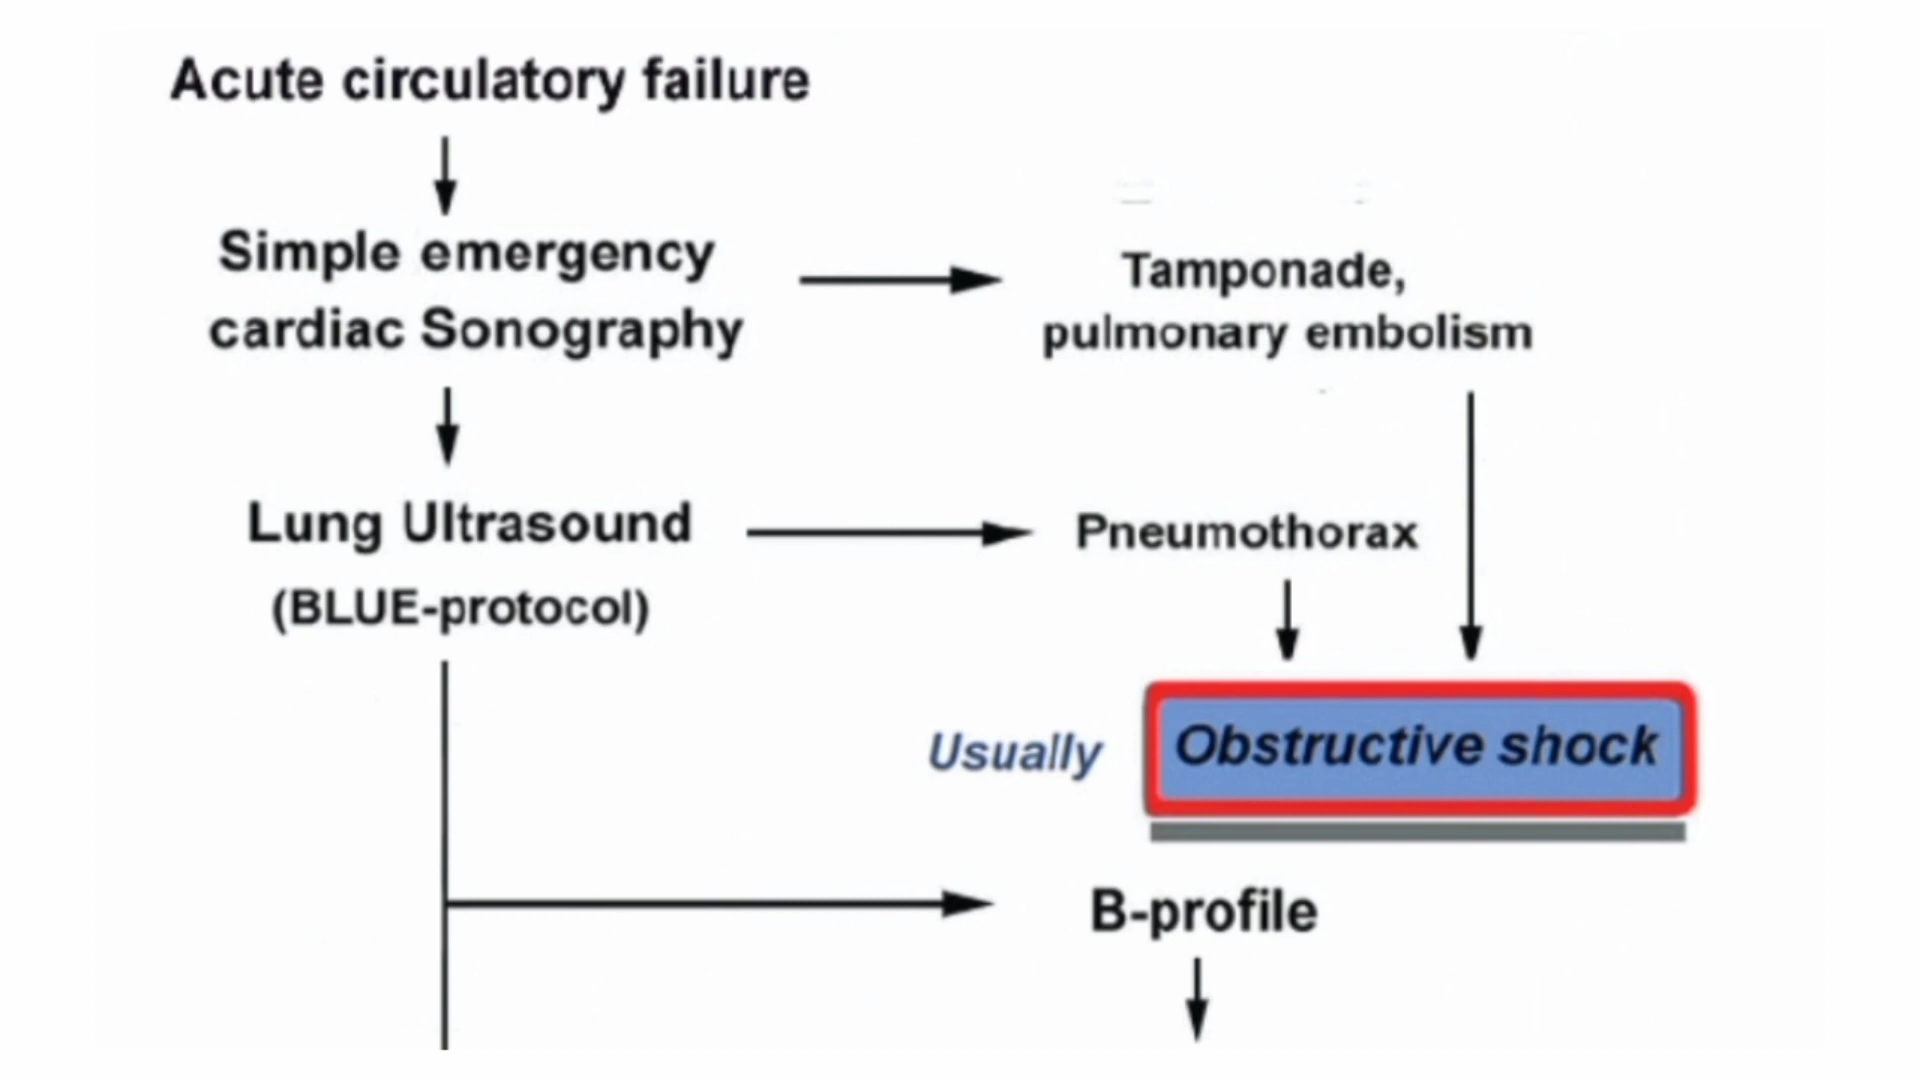 Acute circulatory failure
Simple emergency
cardiac Sonography
Tamponade,
pulmonary embolism
Lung Ultrasound
(BLUE-protocol)
Pneumothorax
Usually
Obstructive shock
B-profile